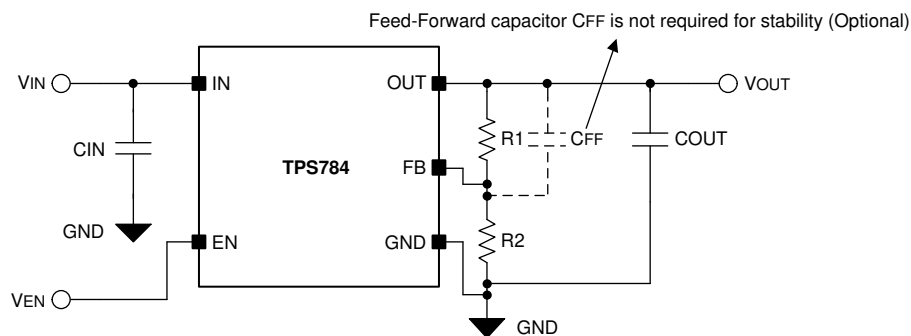 Feed-Forward capacitor CFF is not required for stability (Optional)
VIN
IN
OUT
VOUT
R1
CFF
COUT
CIN
TPS784
FB
GND
EN
GND
R2
VEN
GND